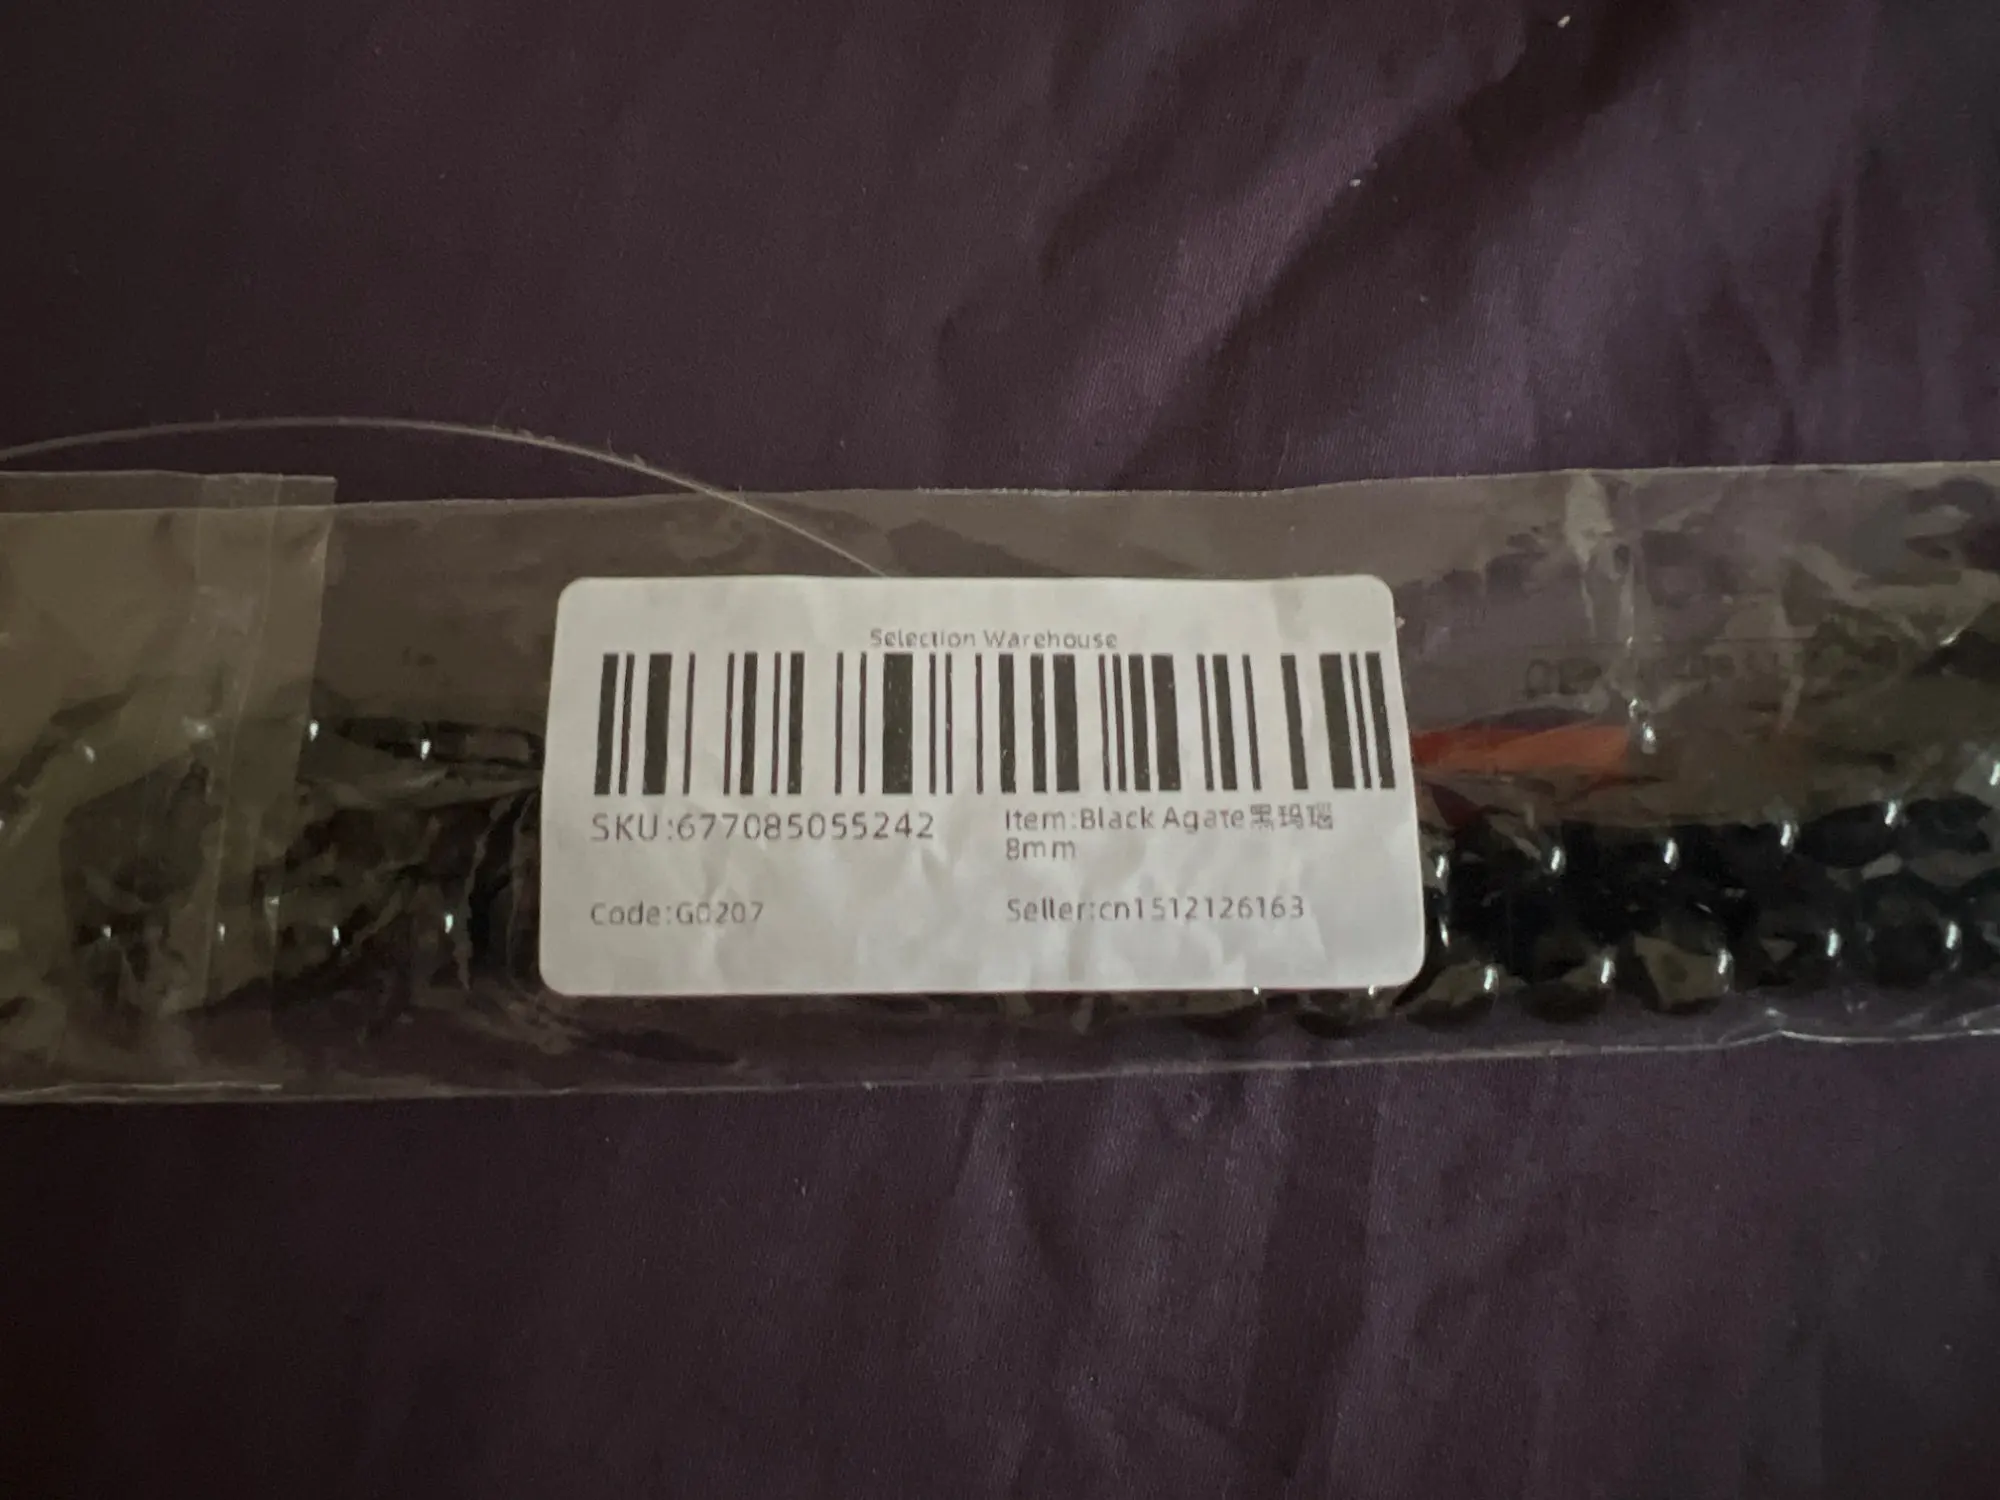 Selection Warehouse
SKU:677085055242
Item:Black Agate黑玛瑙
8mm
Code:G0207
Seller:cn1512126163